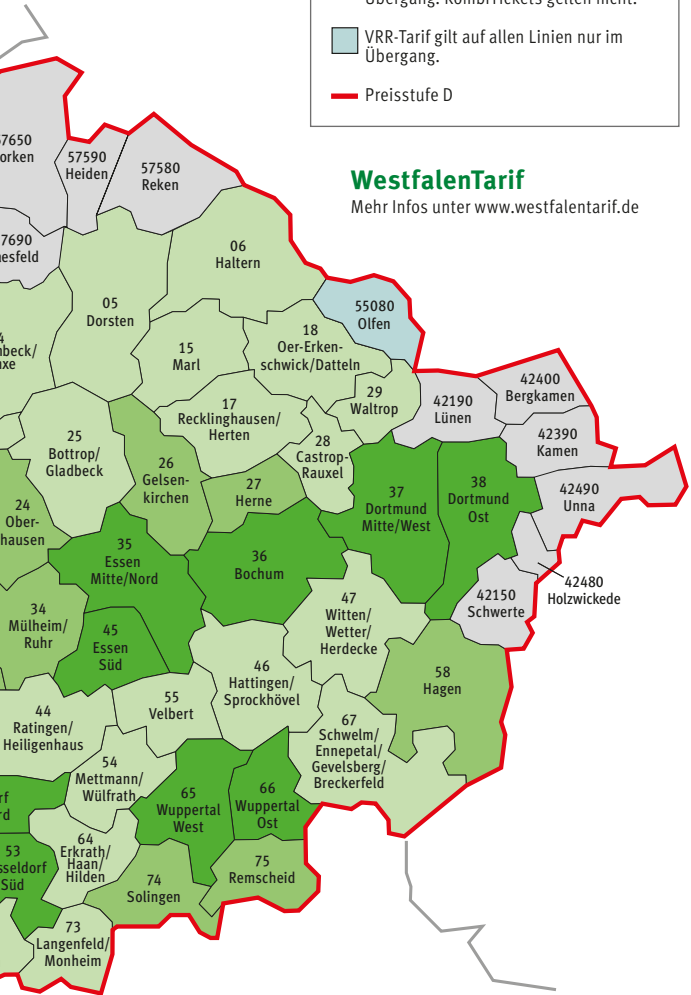 Übergang. KombiTickets gelten nicht.
VRR-Tarif gilt auf allen Linien nur im
Übergang.
Preisstufe D
WestfalenTarif
Mehr Infos unter www.westfalentarif.de
57590
Heiden
57580
Reken
06
Haltern
05
Dorsten
55080
Olfen
15
Marl
18
Oer-Erken-
schwick/Datteln
29
Waltrop
42190
Lünen
42400
Bergkamen
17
Recklinghausen/
Herten
42390
Kamen
25
Bottrop/
Gladbeck
28
Castrop-
Rauxel
26
Gelsen-
kirchen
27
Herne
37
Dortmund
Mitte/West
38
Dortmund
Ost
42490
Unna
24
Ober-
hausen
35
Essen
Mitte/Nord
36
Bochum
42480
Holzwickede
42150
Schwerte
34
Mülheim/
Ruhr
45
Essen
Süd
47
Witten/
Wetter/
Herdecke
46
Hattingen/
Sprockhövel
58
Hagen
44
Ratingen/
Heiligenhaus
55
Velbert
67
Schwelm/
Ennepetal/
Gevelsberg/
Breckerfeld
54
Mettmann/
Wülfrath
65
Wuppertal
West
66
Wuppertal
Ost
53
sseldorf
Süd
64
Erkrath/
Haan/
Hilden
74
Solingen
75
Remscheid
73
Langenfeld/
Monheim